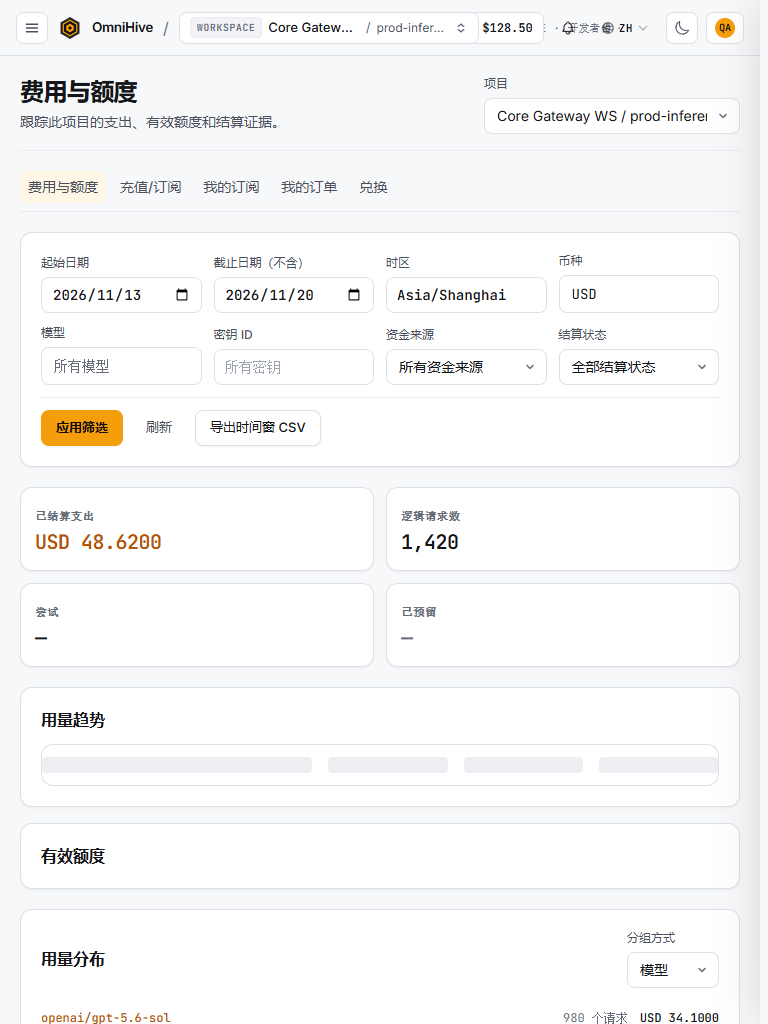 OmniHive / WORKSPACE Core Gatew... / prod-infer... $128.50 开发者 ZH QA
费用与额度
跟踪此项目的支出、有效额度和结算证据。
项目
Core Gateway WS / prod-infere
费用与额度 充值/订阅 我的订阅 我的订单 兑换
起始日期 截止日期（不含） 时区 币种
2026/11/13 2026/11/20 Asia/Shanghai USD
模型 密钥 ID 资金来源 结算状态
所有模型 所有密钥 所有资金来源 全部结算状态
应用筛选 刷新 导出时间窗 CSV
已结算支出 逻辑请求数
USD 48.6200 1,420
尝试 已预留
— —
用量趋势
有效额度
用量分布
分组方式
模型
openai/gpt-5.6-sol 980 个请求 USD 34.1000